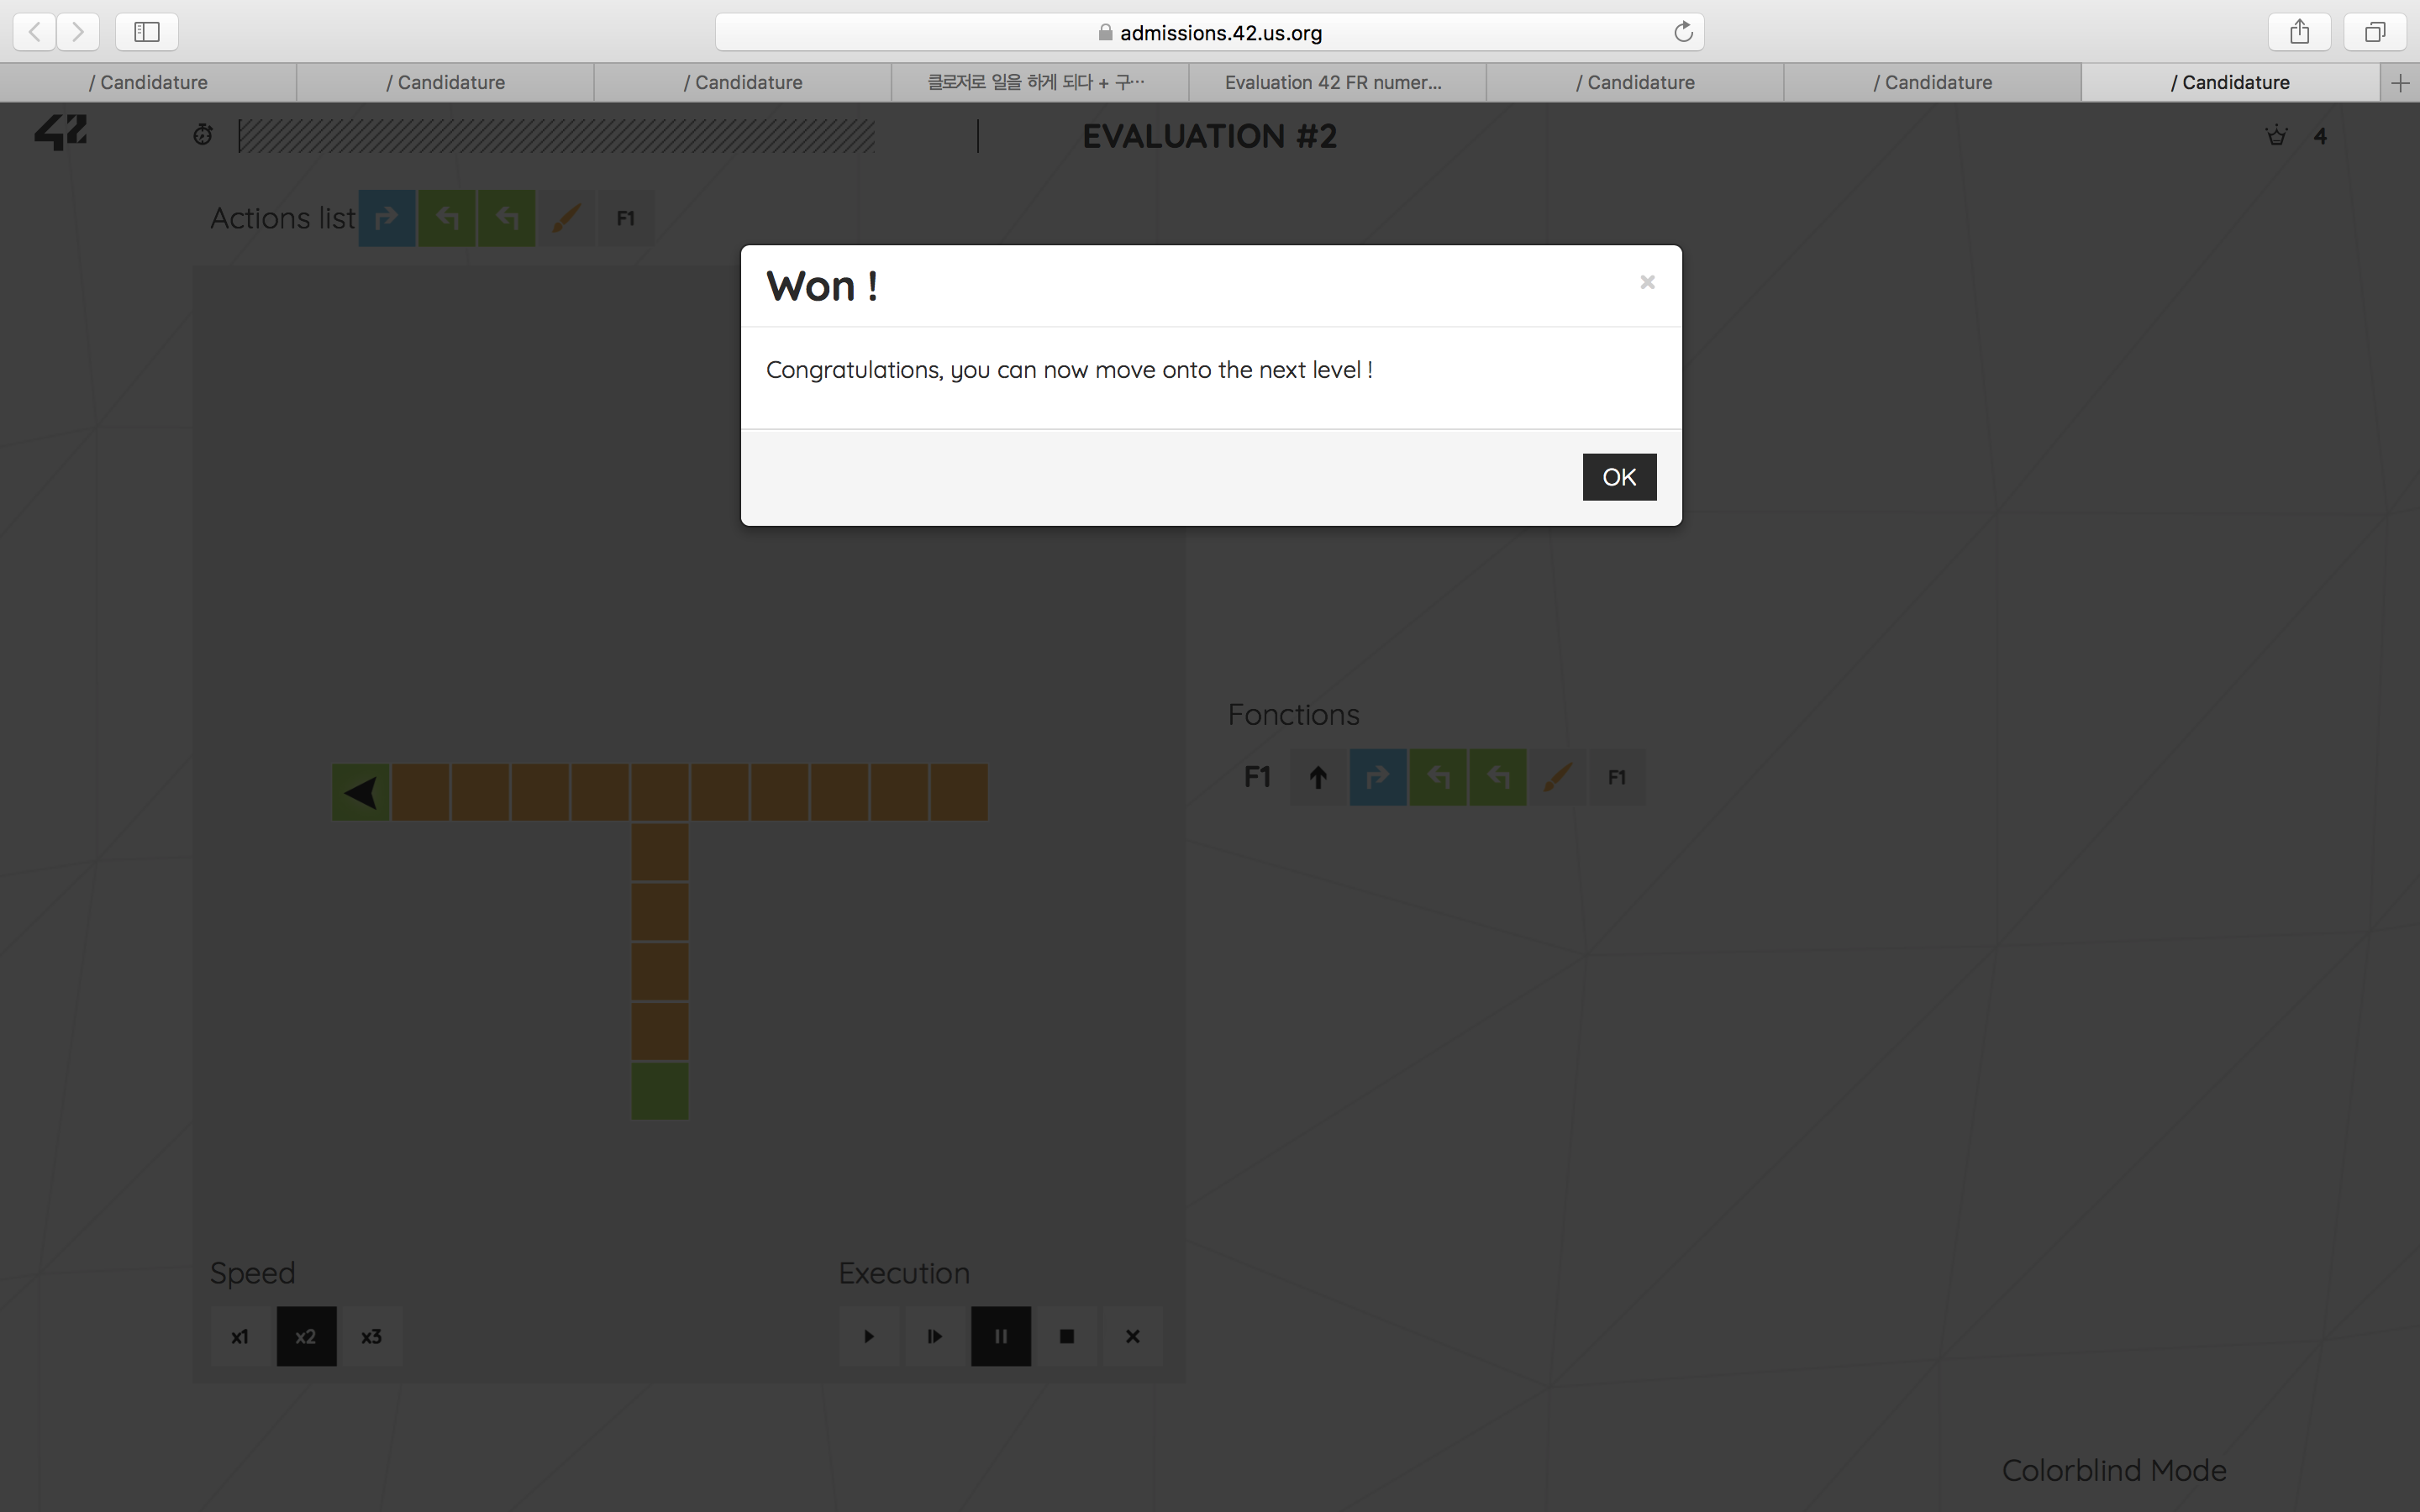 admissions.42.us.org
/ Candidature
/ Candidature
/ Candidature
클로저로 일을 하게 되다 + 구…
Evaluation 42 FR numer...
/ Candidature
/ Candidature
/ Candidature
42
EVALUATION #2
4
Actions list
F1
Won !
×
Congratulations, you can now move onto the next level !
OK
Fonctions
F1
F1
Speed
Execution
x1
x2
x3
Colorblind Mode